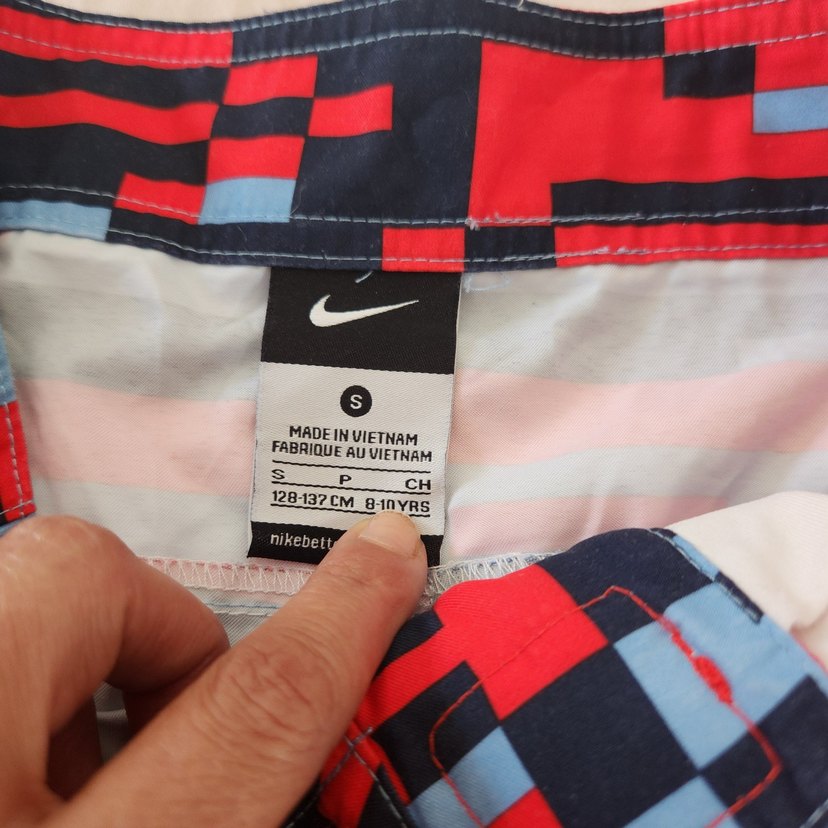 S
MADE IN VIETNAM
FABRIQUE AU VIETNAM
S P CH
128-137 CM 8-10 YRS